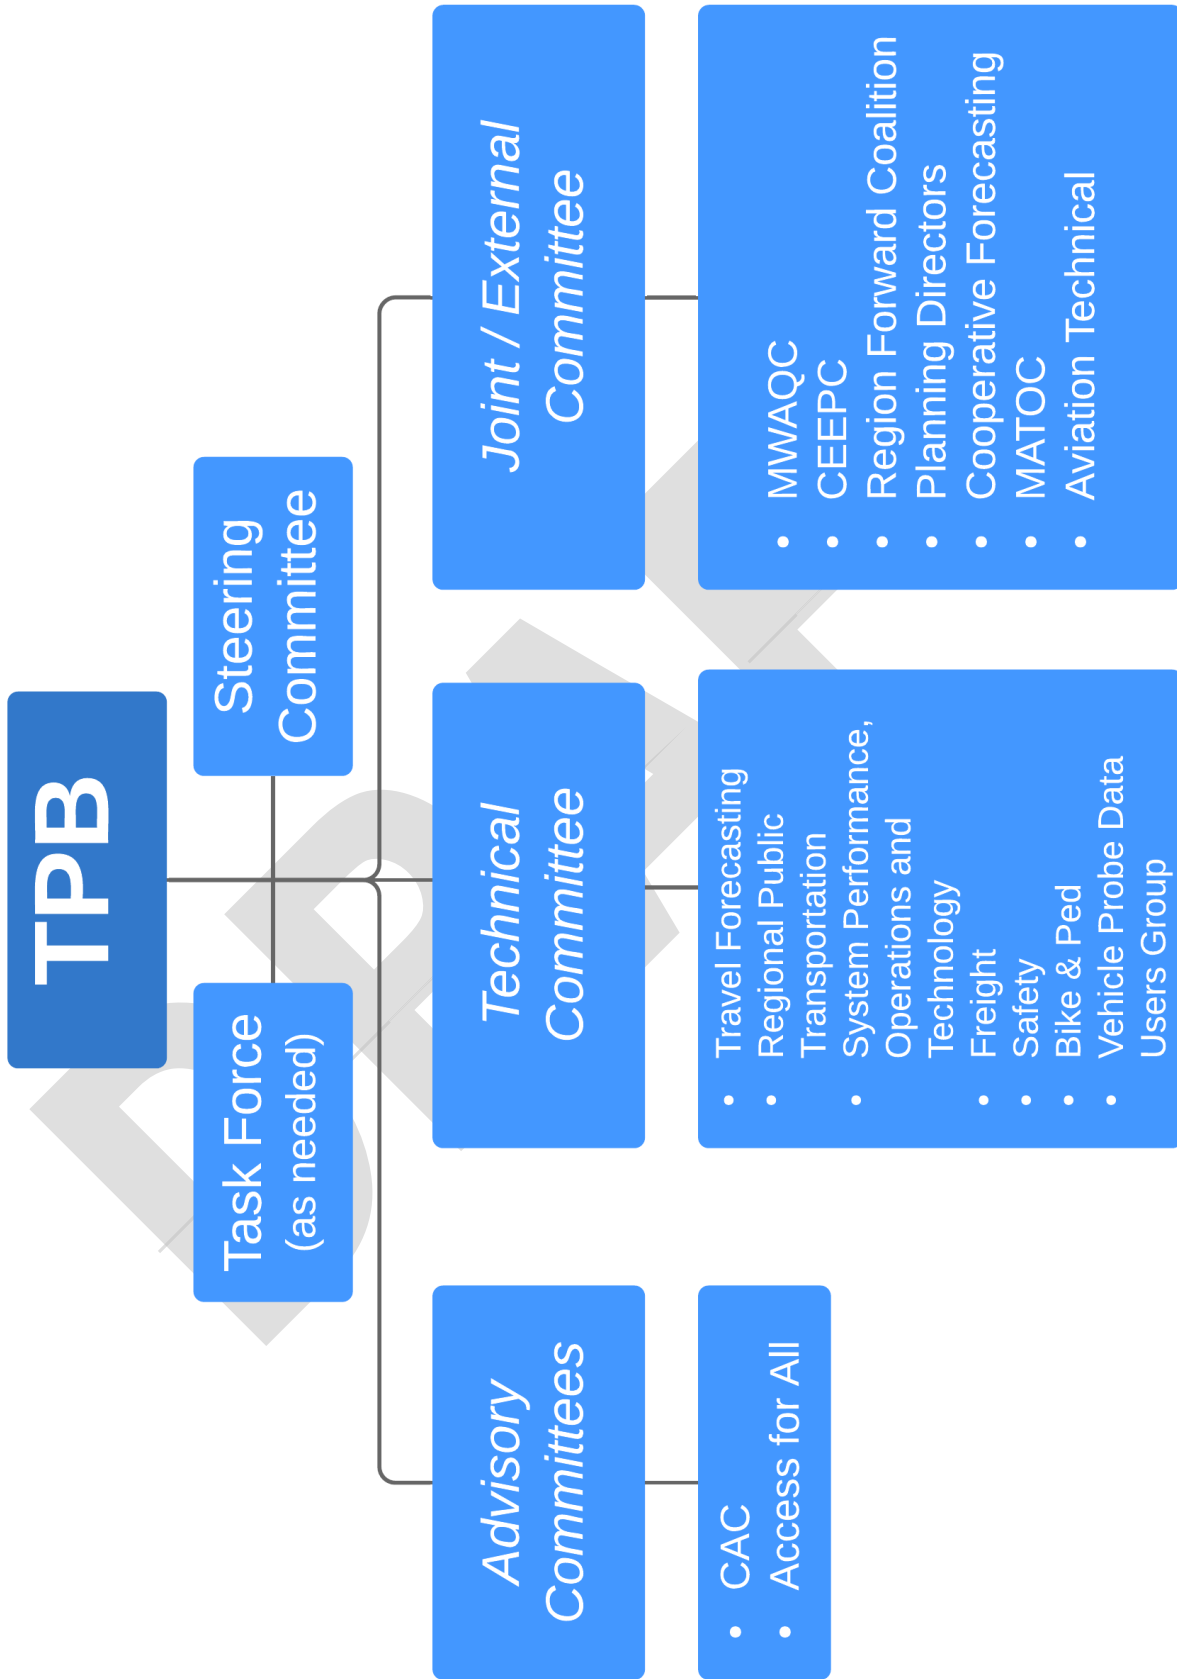 TPB
Task Force
(as needed)
Steering
Committee
Advisory
Committees
• CAC
• Access for All
Technical
Committee
• Travel Forecasting
• Regional Public
Transportation
• System Performance,
Operations and
Technology
• Freight
• Safety
• Bike & Ped
• Vehicle Probe Data
Users Group
Joint / External
Committee
• MWAQC
• CEEPC
• Region Forward Coalition
• Planning Directors
• Cooperative Forecasting
• MATOC
• Aviation Technical